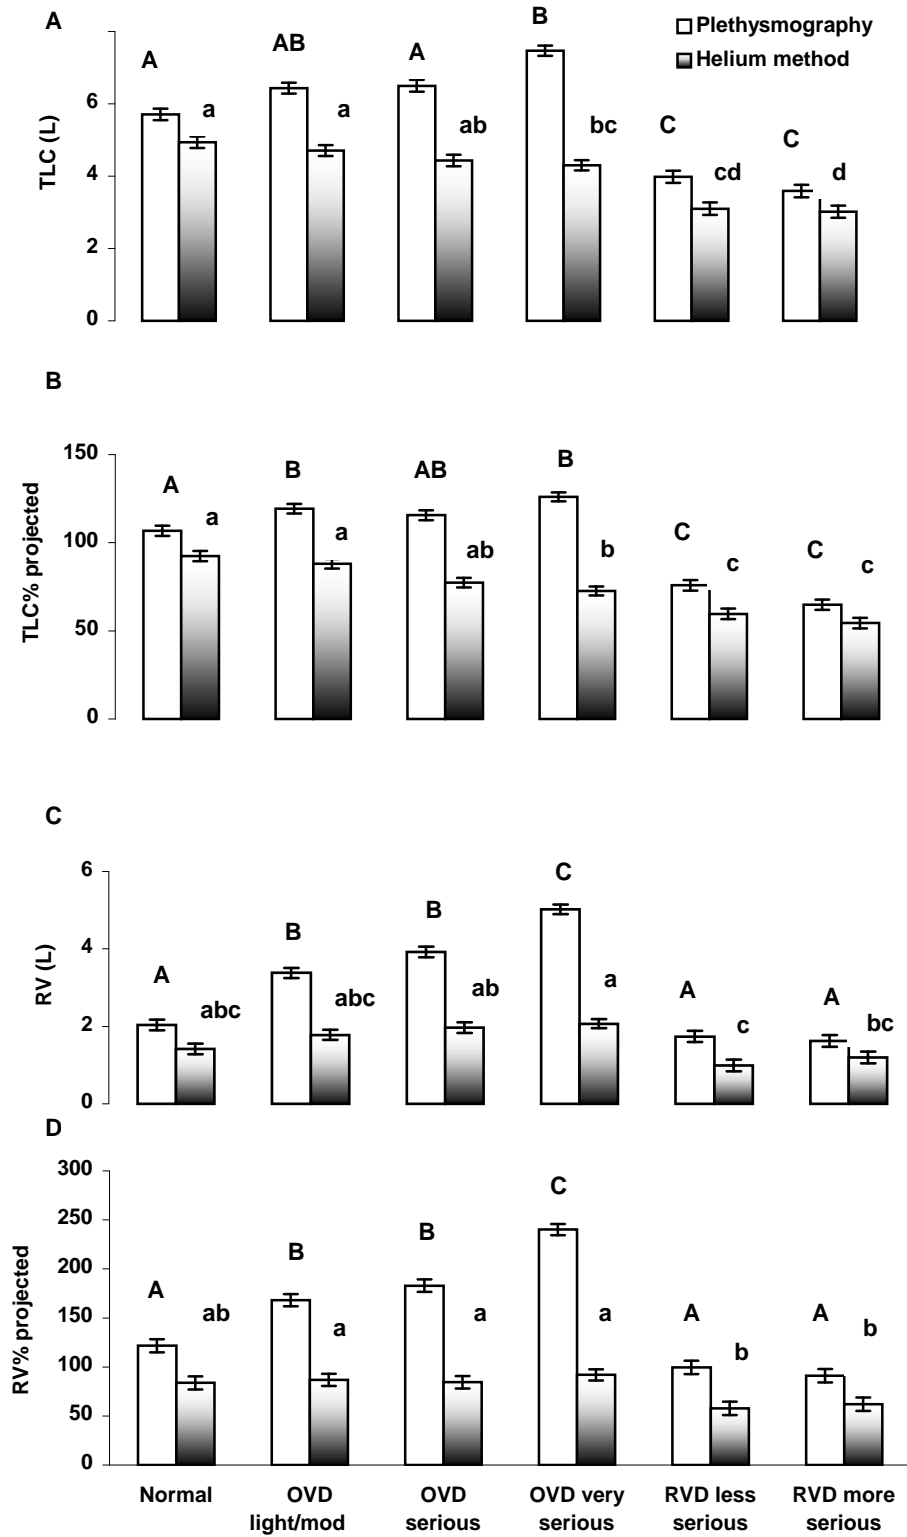 A
B
Plethysmography
Helium method
A
AB
A
a
a
ab
bc
C
cd
C
d
TLC (L)
6
4
2
0
B
150
100
50
0
TLC% projected
A
a
B
a
AB
ab
B
b
C
c
C
c
C
6
4
2
0
RV (L)
A
abc
B
abc
B
ab
C
a
A
c
A
bc
D
300
250
200
150
100
50
0
RV% projected
A
ab
B
a
B
a
C
a
A
b
A
b
Normal
OVD
light/mod
OVD
serious
OVD very
serious
RVD less
serious
RVD more
serious